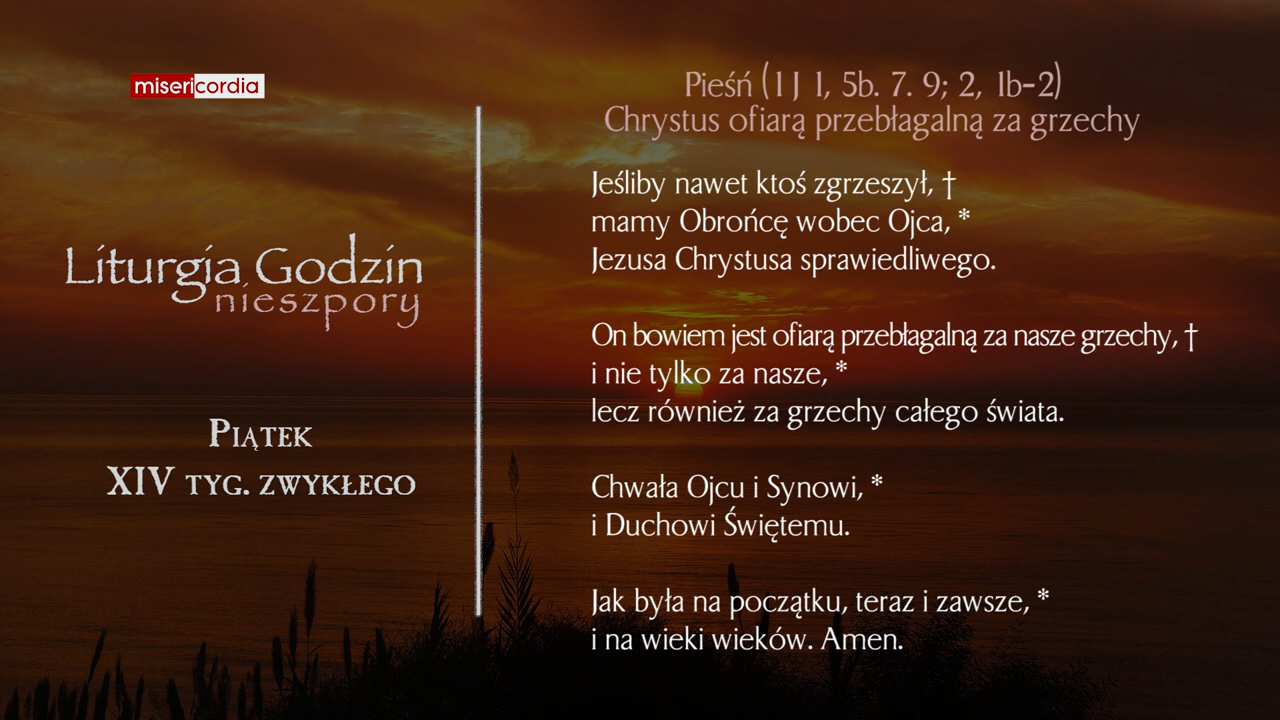 misericordia
Liturgia Godzin
nieszpory
Piątek
XIV tyg. zwykłego
Pieśń (1 J 1, 5b. 7. 9; 2, 1b-2)
Chrystus ofiarą przebłagalną za grzechy
Jeśliby nawet ktoś zgrzeszył, †
mamy Obrońcę wobec Ojca, *
Jezusa Chrystusa sprawiedliwego.
On bowiem jest ofiarą przebłagalną za nasze grzechy, †
i nie tylko za nasze, *
lecz również za grzechy całego świata.
Chwała Ojcu i Synowi, *
i Duchowi Świętemu.
Jak była na początku, teraz i zawsze, *
i na wieki wieków. Amen.